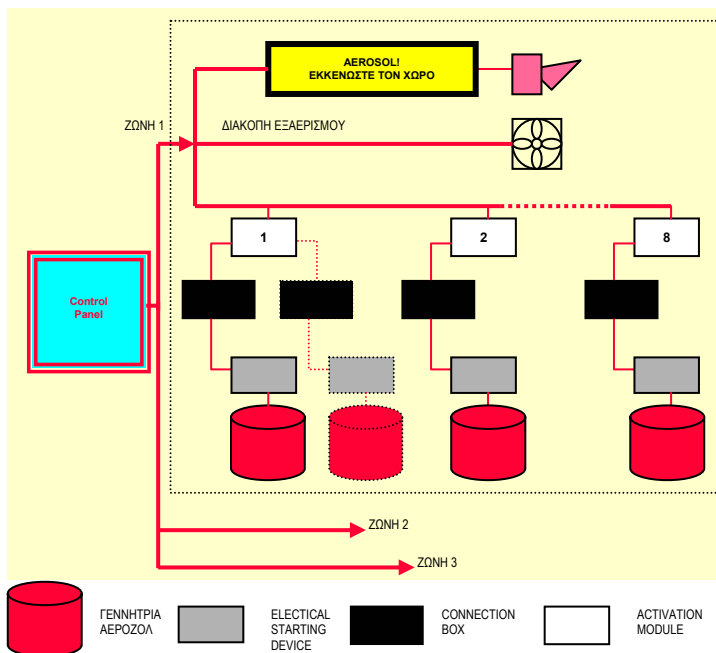 AEROSOL!
ΕΚΚΕΝΩΣΤΕ ΤΟΝ ΧΩΡΟ
ΖΩΝΗ 1
ΔΙΑΚΟΠΗ ΕΞΑΕΡΙΣΜΟΥ
1
2
8
Control
Panel
ΖΩΝΗ 2
ΖΩΝΗ 3
ΓΕΝΝΗΤΡΙΑ
ΑΕΡΟΖΟΛ
ELECTICAL
STARTING
DEVICE
CONNECTION
BOX
ACTIVATION
MODULE